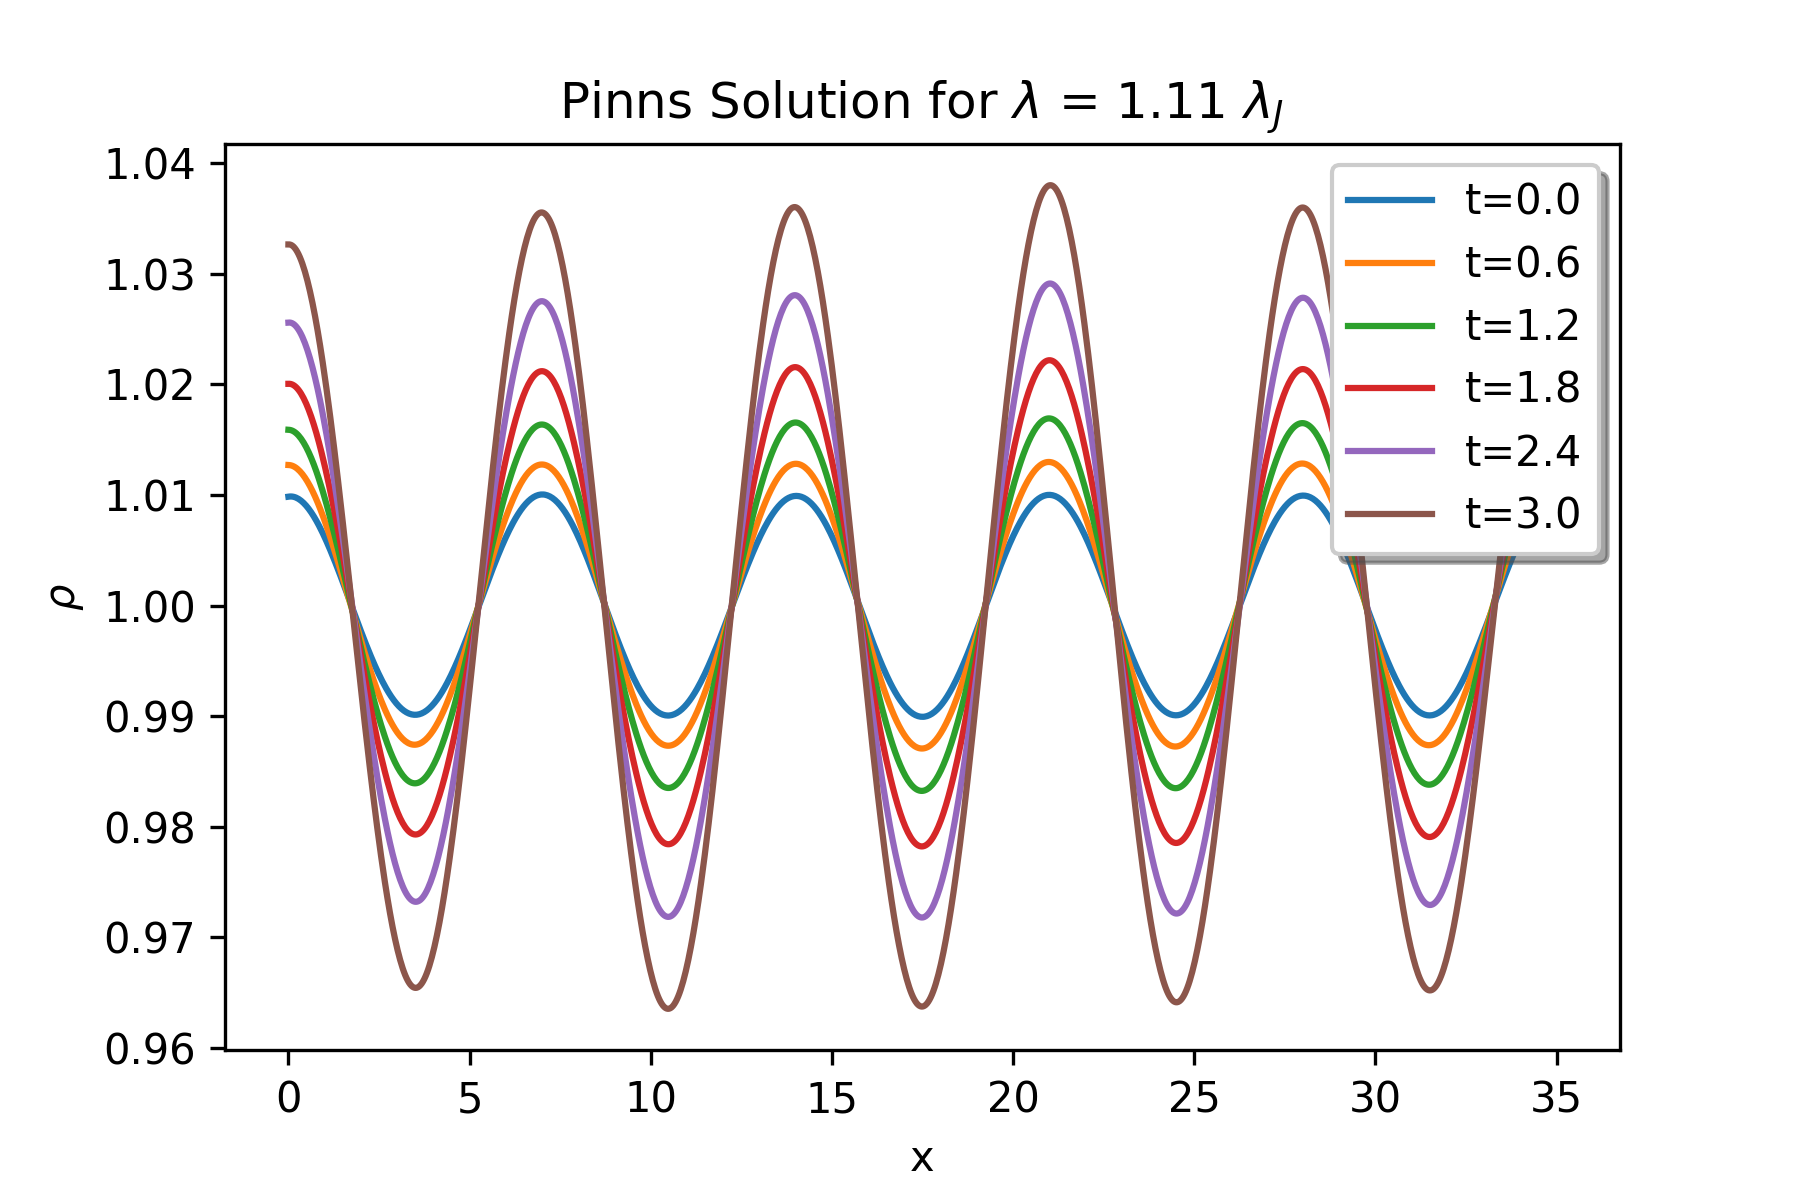 Pinns Solution for λ = 1.11 λJ
1.04
1.03
1.02
1.01
1.00
0.99
0.98
0.97
0.96
ρ
t=0.0
t=0.6
t=1.2
t=1.8
t=2.4
t=3.0
0 5 10 15 20 25 30 35
x